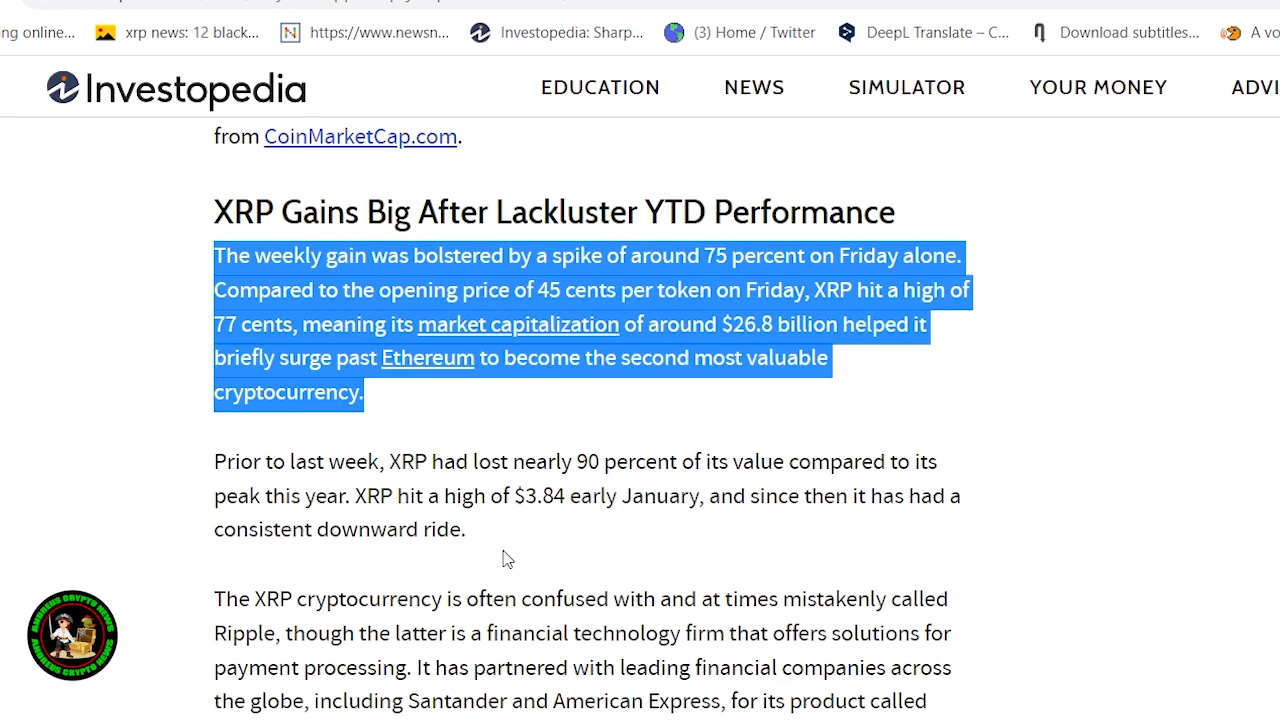 ng online...
xrp news: 12 black...
https://www.newsn...
Investopedia: Sharp...
(3) Home / Twitter
DeepL Translate – C...
Download subtitles...
A vo
Investopedia
EDUCATION
NEWS
SIMULATOR
YOUR MONEY
ADVI
from CoinMarketCap.com.
XRP Gains Big After Lackluster YTD Performance
The weekly gain was bolstered by a spike of around 75 percent on Friday alone.
Compared to the opening price of 45 cents per token on Friday, XRP hit a high of
77 cents, meaning its market capitalization of around $26.8 billion helped it
briefly surge past Ethereum to become the second most valuable
cryptocurrency.
Prior to last week, XRP had lost nearly 90 percent of its value compared to its
peak this year. XRP hit a high of $3.84 early January, and since then it has had a
consistent downward ride.
The XRP cryptocurrency is often confused with and at times mistakenly called
Ripple, though the latter is a financial technology firm that offers solutions for
payment processing. It has partnered with leading financial companies across
the globe, including Santander and American Express, for its product called
ANDREUS CRYPTO NEWS
ANDREUS CRYPTO NEWS